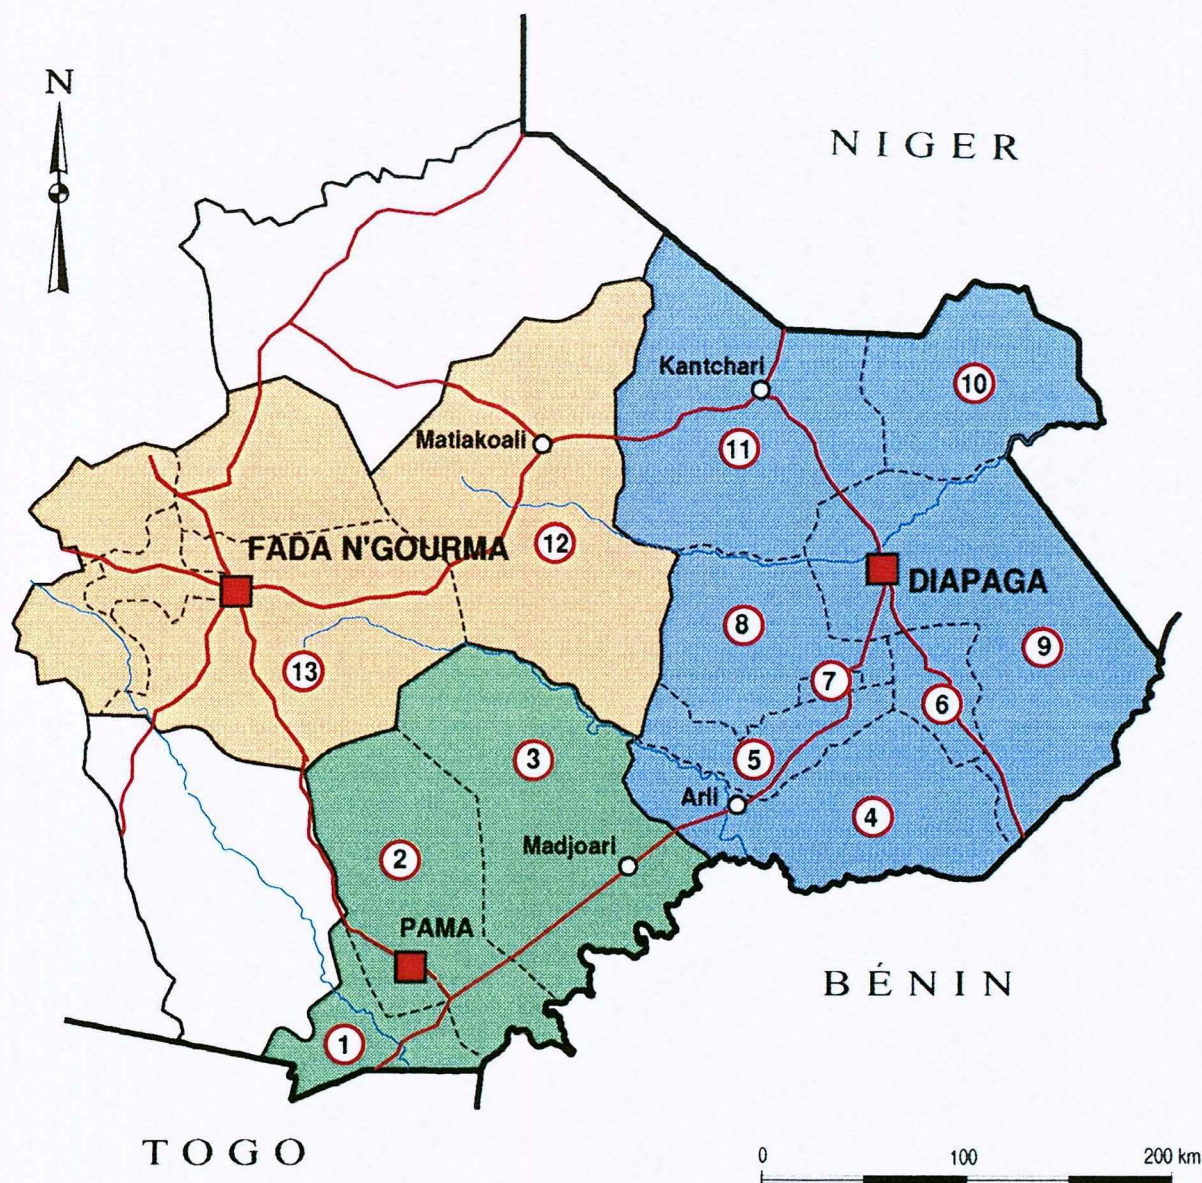 N
NIGER
Kantchari
10
Matiakoali
11
FADA N'GOURMA
12
DIAPAGA
8
9
13
7
6
3
5
Arli
4
Madjoari
2
PAMA
BÉNIN
1
TOGO
0 100 200 km